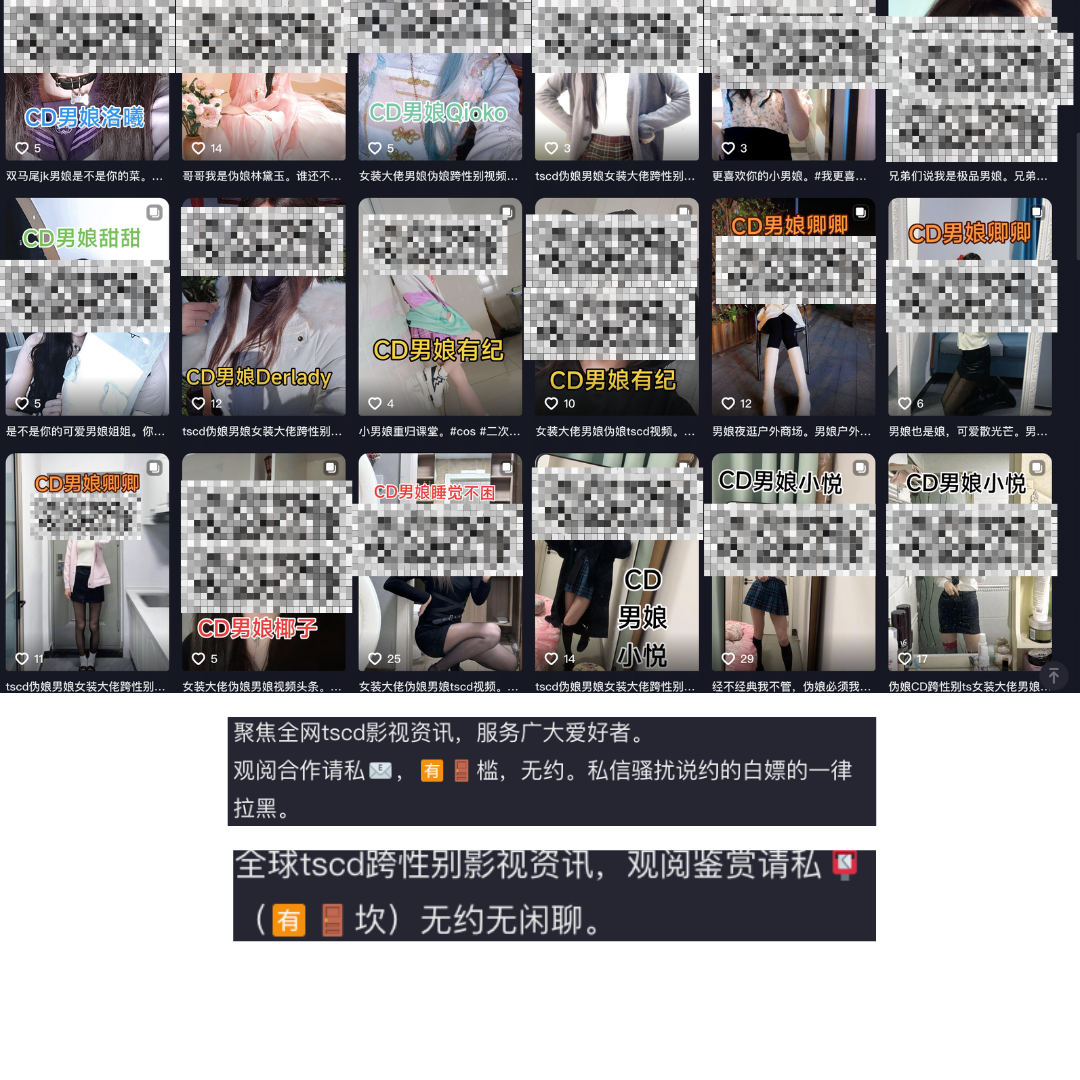 CD男娘洛曦
CD男娘Qioko
5
14
5
3
3
双马尾jk男娘是不是你的菜。...
哥哥我是伪娘林黛玉。谁还不...
女装大佬男娘伪娘跨性别视频...
tscd伪娘男娘女装大佬跨性别...
更喜欢你的小男娘。#我更喜...
兄弟们说我是极品男娘。兄弟...
CD男娘甜甜
CD男娘Derlady
CD男娘有纪
CD男娘有纪
CD男娘卿卿
CD男娘卿卿
5
12
4
10
12
6
是不是你的可爱男娘姐姐。你...
tscd伪娘男娘女装大佬跨性别...
小男娘重归课堂。#cos #二次...
女装大佬男娘伪娘tscd视频。...
男娘夜逛户外商场。男娘户外...
男娘也是娘，可爱散光芒。男...
CD男娘卿卿
CD男娘椰子
CD男娘睡觉不困
CD
男娘
小悦
CD男娘小悦
CD男娘小悦
11
5
25
14
29
17
tscd伪娘男娘女装大佬跨性别...
女装大佬伪娘男娘视频头条。...
女装大佬伪娘男娘tscd视频。...
tscd伪娘男娘女装大佬跨性别...
经不经典我不管，伪娘必须我...
伪娘CD跨性别ts女装大佬男娘...
聚焦全网tscd影视资讯，服务广大爱好者。
观阅合作请私📧，🈶🚪槛，无约。私信骚扰说约的白嫖的一律
拉黑。
全球tscd跨性别影视资讯，观阅鉴赏请私📮
（🈶🚪坎）无约无闲聊。